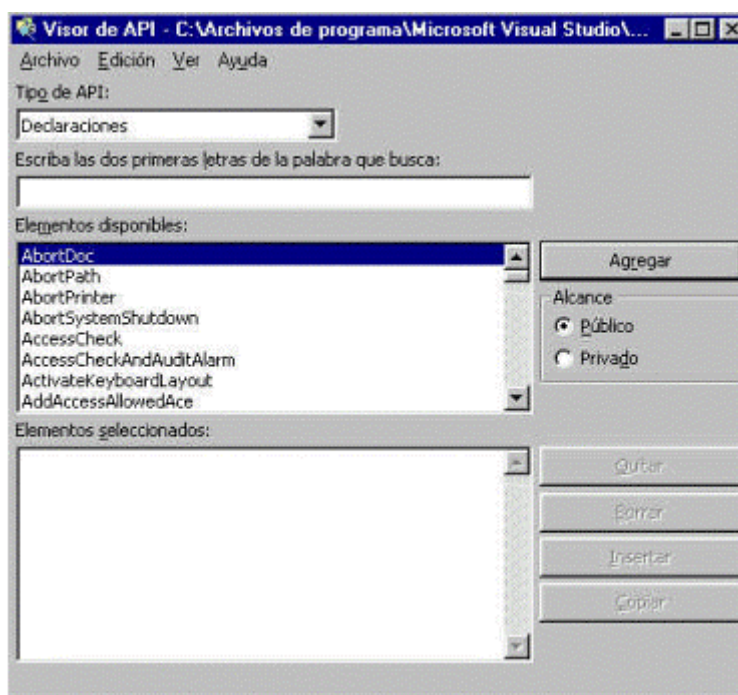 Visor de API - C:\Archivos de programa\Microsoft Visual Studio\...
Archivo Edición Ver Ayuda
Tipo de API:
Declaraciones
Escriba las dos primeras letras de la palabra que busca:
Elementos disponibles:
AbortDoc
AbortPath
AbortPrinter
AbortSystemShutdown
AccessCheck
AccessCheckAndAuditAlarm
ActivateKeyboardLayout
AddAccessAllowedAce
Agregar
Alcance
Público
Privado
Elementos seleccionados:
Quitar
Borrar
Insertar
Copiar